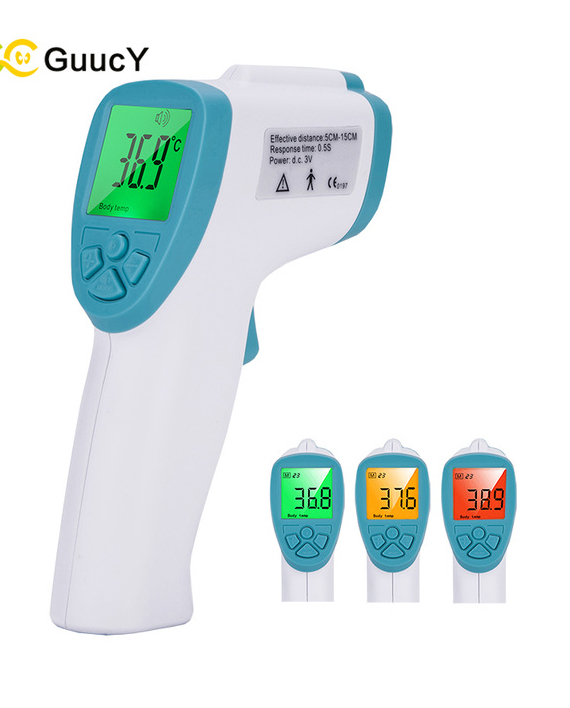 GuucY
36.9°C
Body temp
Effective distance:5CM-15CM
Response time: 0.5S
Power: d.c. 3V
CE0197
M 23
36.8
Body temp
M 23
37.6
Body temp
M 23
38.9
Body temp